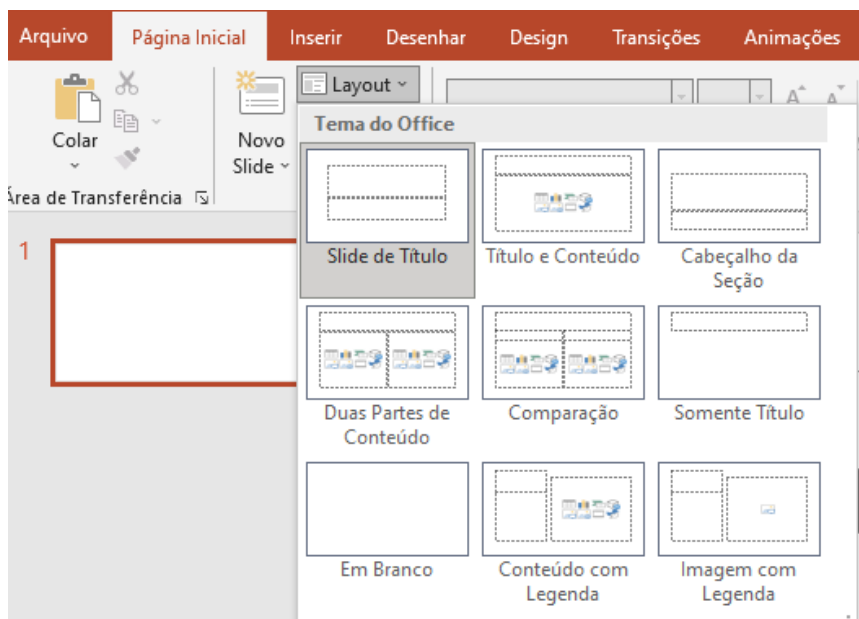 Arquivo Página Inicial Inserir Desenhar Design Transições Animações
Colar
Novo
Slide
Layout
Área de Transferência
Tema do Office
Slide de Título
Título e Conteúdo
Cabeçalho da
Seção
Duas Partes de
Conteúdo
Comparação
Somente Título
Em Branco
Conteúdo com
Legenda
Imagem com
Legenda
1